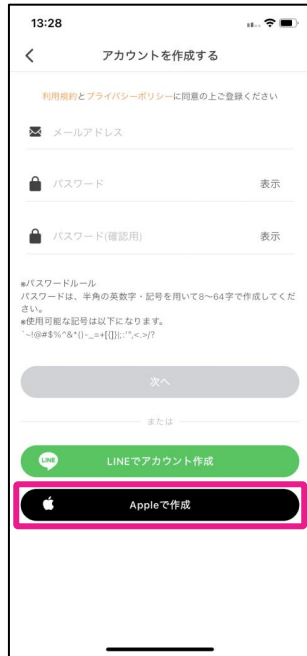 13:28
アカウントを作成する
利用規約とプライバシーポリシーに同意の上ご登録ください
メールアドレス
パスワード 表示
パスワード(確認用) 表示
※パスワードルール
パスワードは、半角の英数字・記号を用いて8〜64字で作成してくだ
さい。
※使用可能な記号は以下になります。
`~!@#$%^&*()-_=+[{]}|;:'",<.>/?
次へ
または
LINE LINEでアカウント作成
Appleで作成